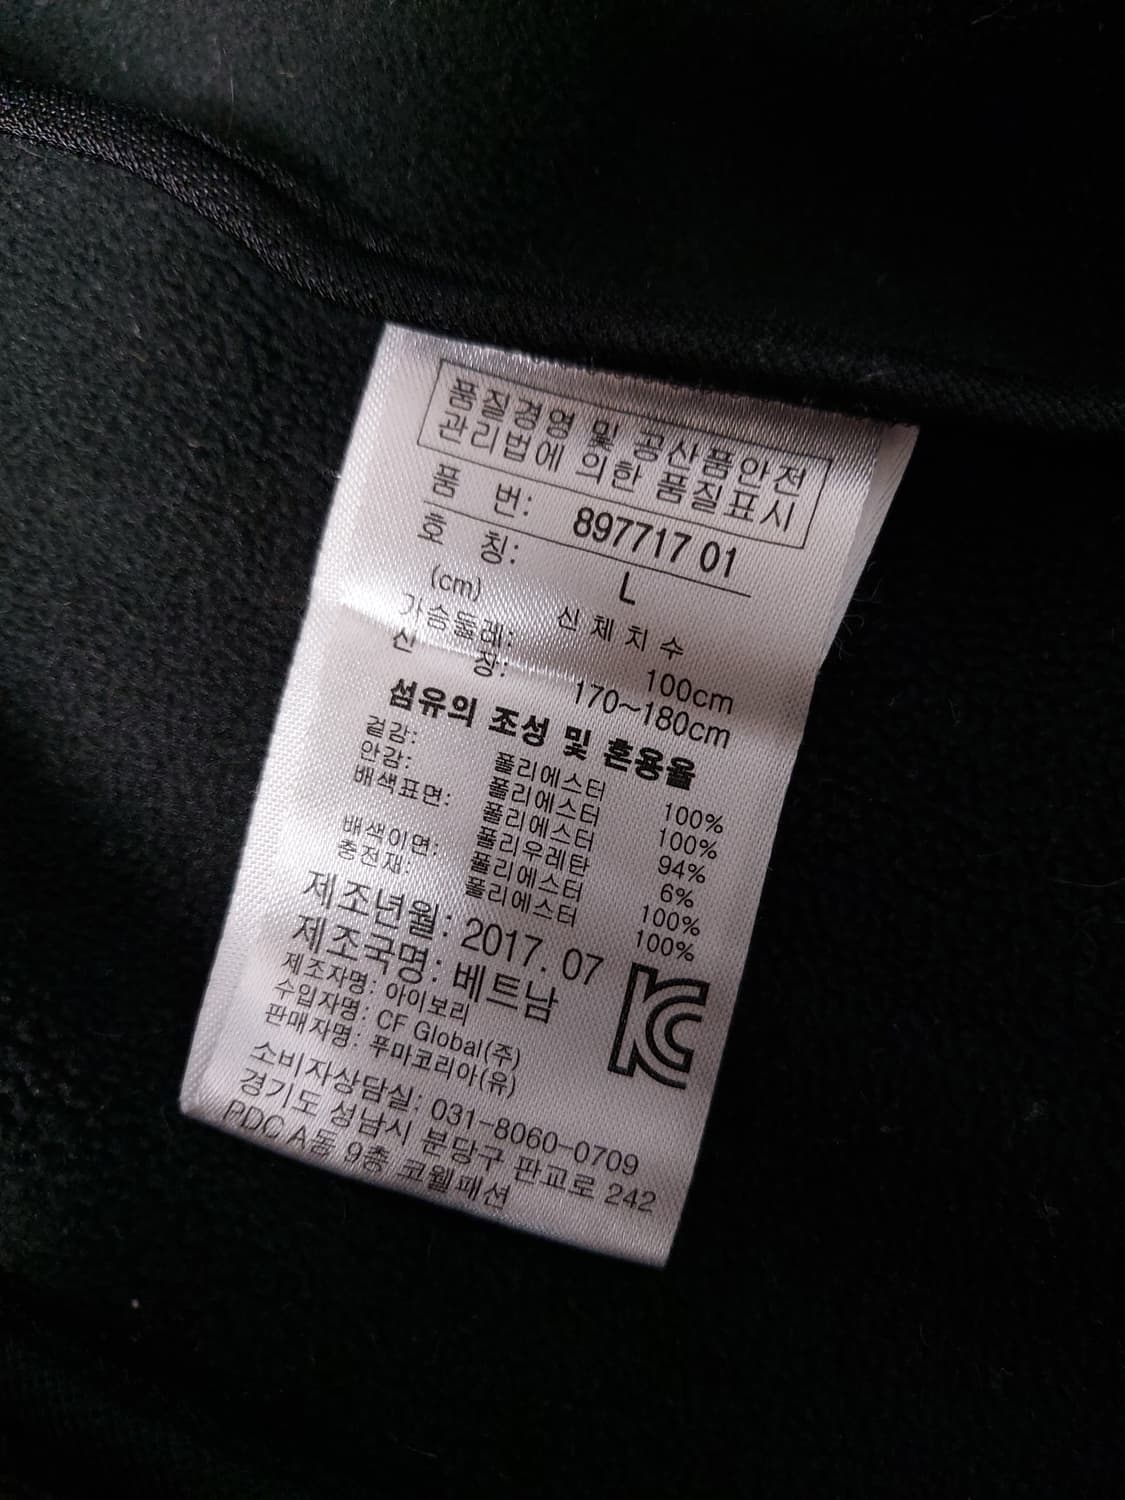 품질경영 및 공산품안전
관리법에 의한 품질표시
품 번: 897717 01
호 칭: L
(cm) 신체치수
가슴둘레: 100cm
신 장: 170~180cm
섬유의 조성 및 혼용율
겉감: 폴리에스터 100%
안감: 폴리에스터 100%
배색표면: 폴리에스터 94%
폴리우레탄 6%
배색이면: 폴리에스터 100%
충전재: 폴리에스터 100%
제조년월: 2017. 07
제조국명: 베트남
제조자명: 아이보리
수입자명: CF Global(주)
판매자명: 푸마코리아(유)
소비자상담실: 031-8060-0709
경기도 성남시 분당구 판교로 242
PDC A동 9층 코웰패션
KC